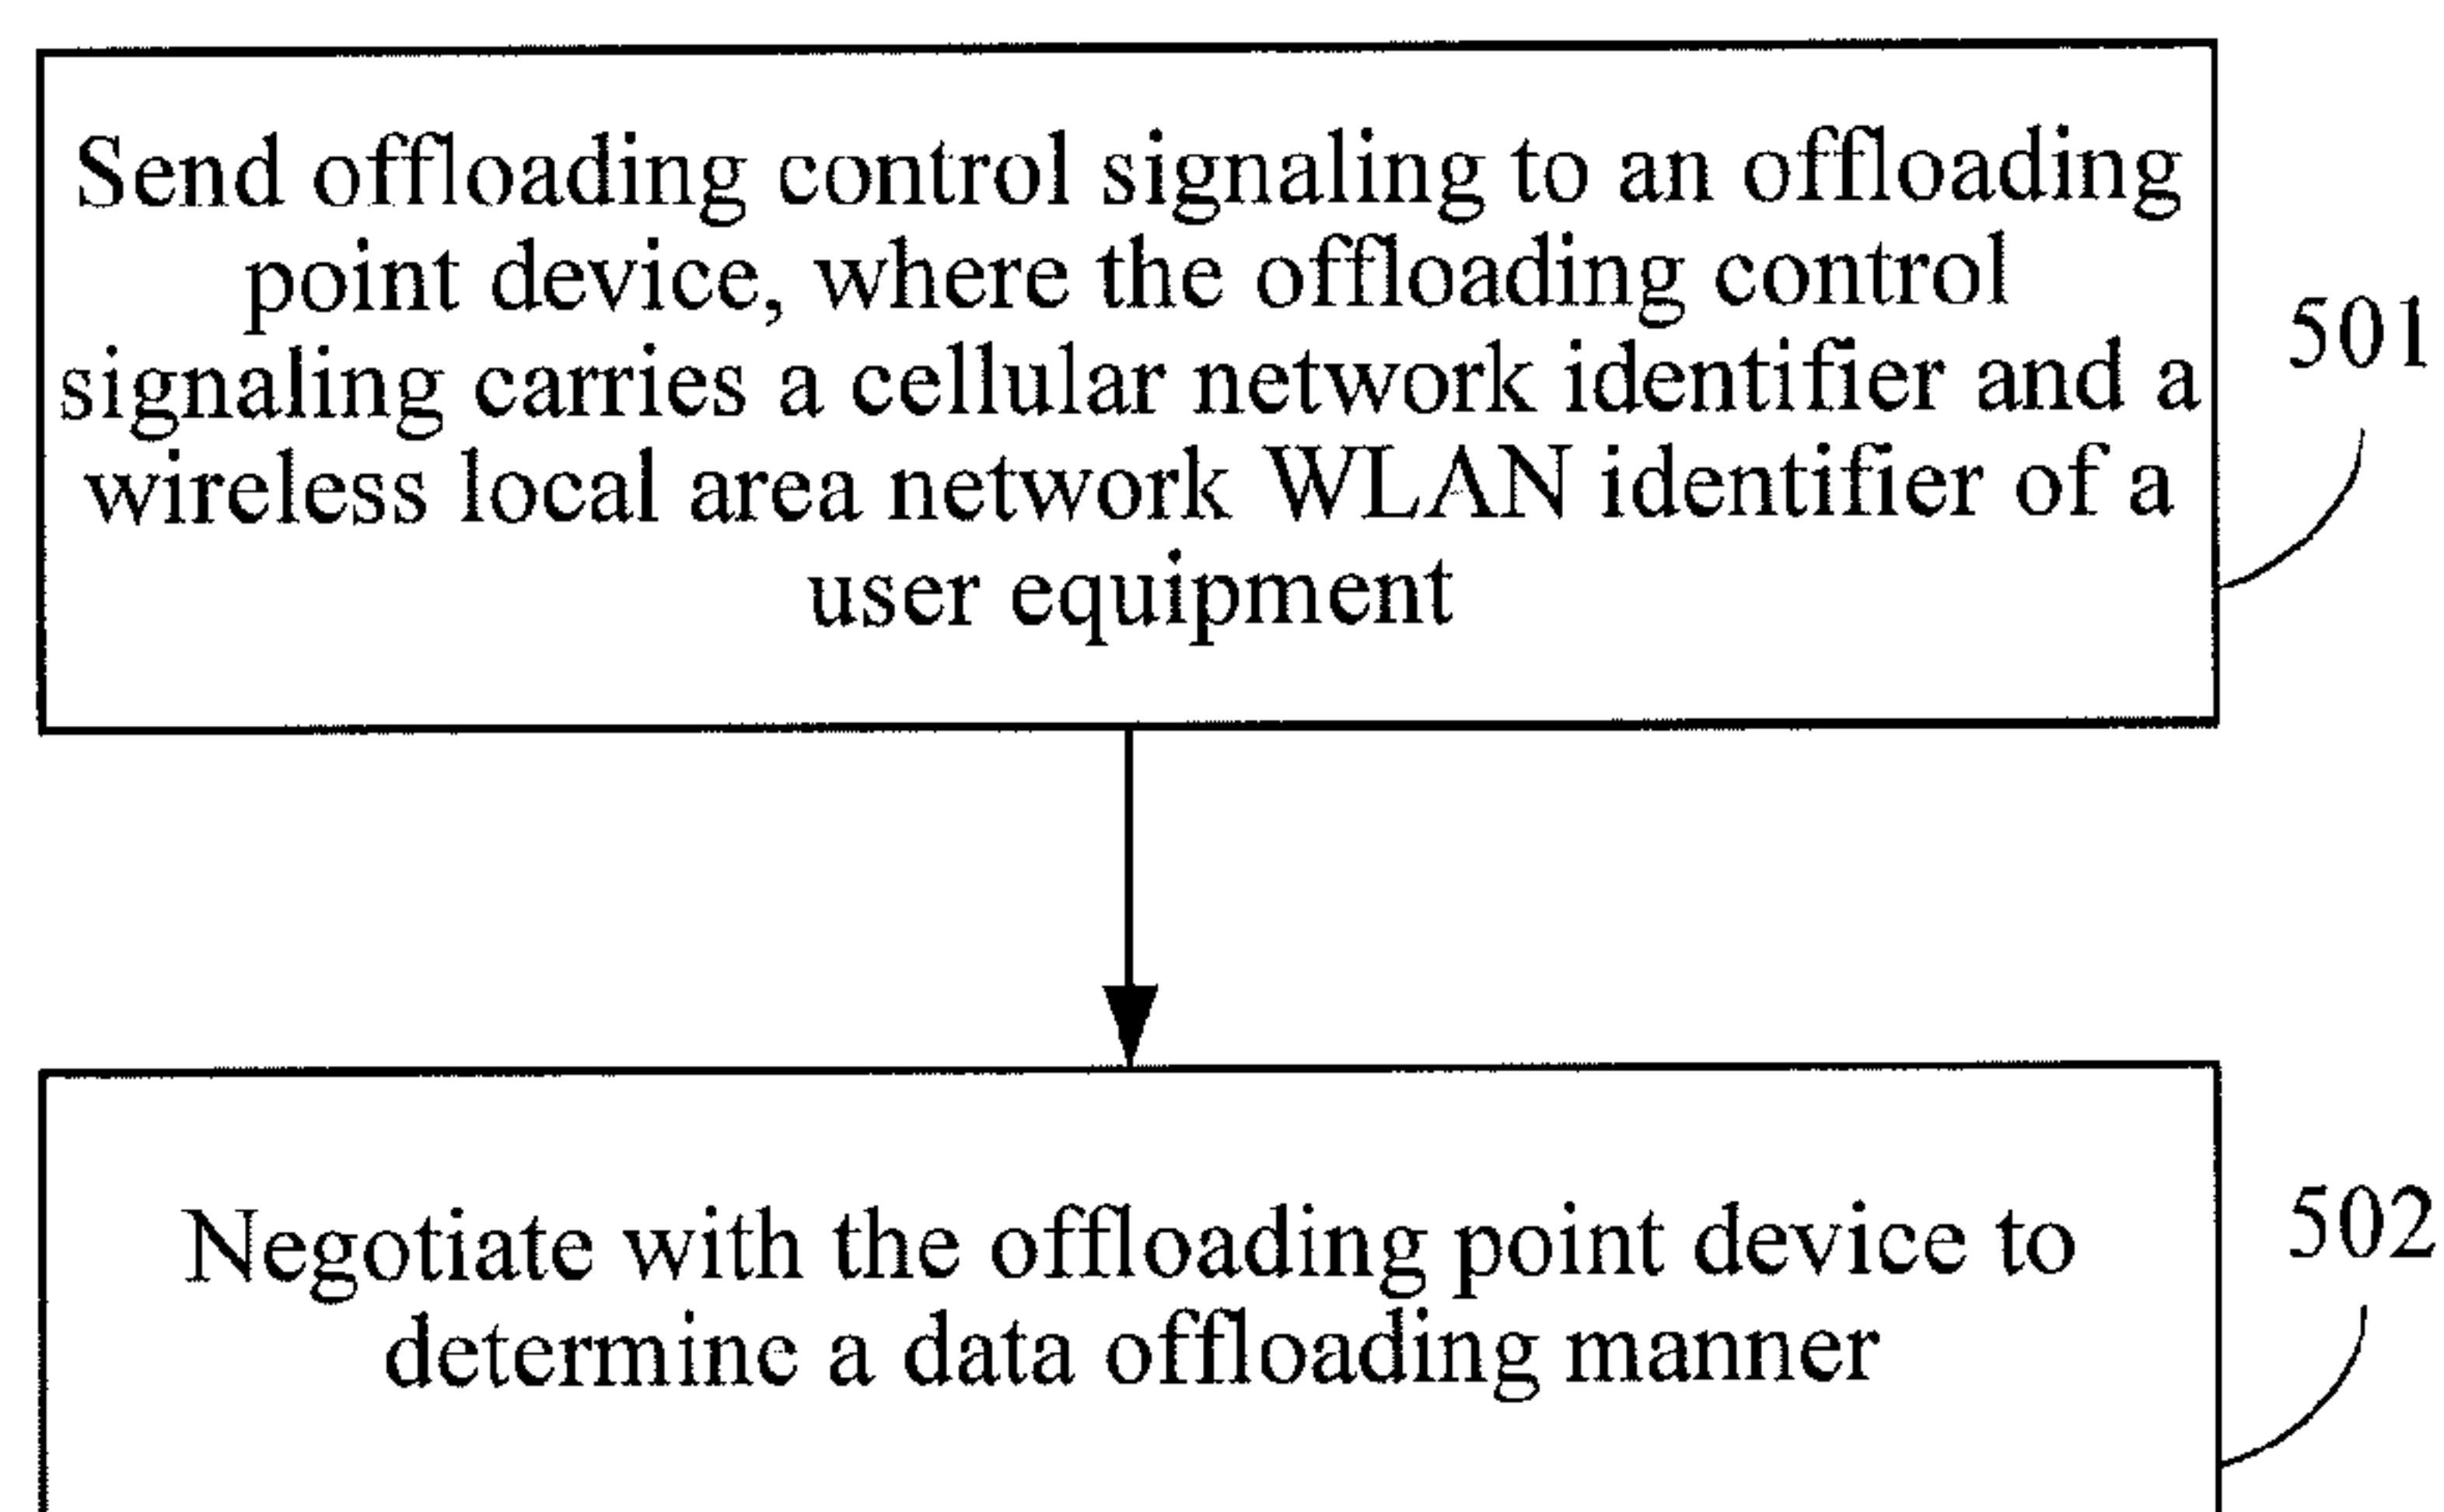 Send offloading control signaling to an offloading
point device, where the offloading control
signaling carries a cellular network identifier and a
wireless local area network WLAN identifier of a
user equipment
501
Negotiate with the offloading point device to
determine a data offloading manner
502